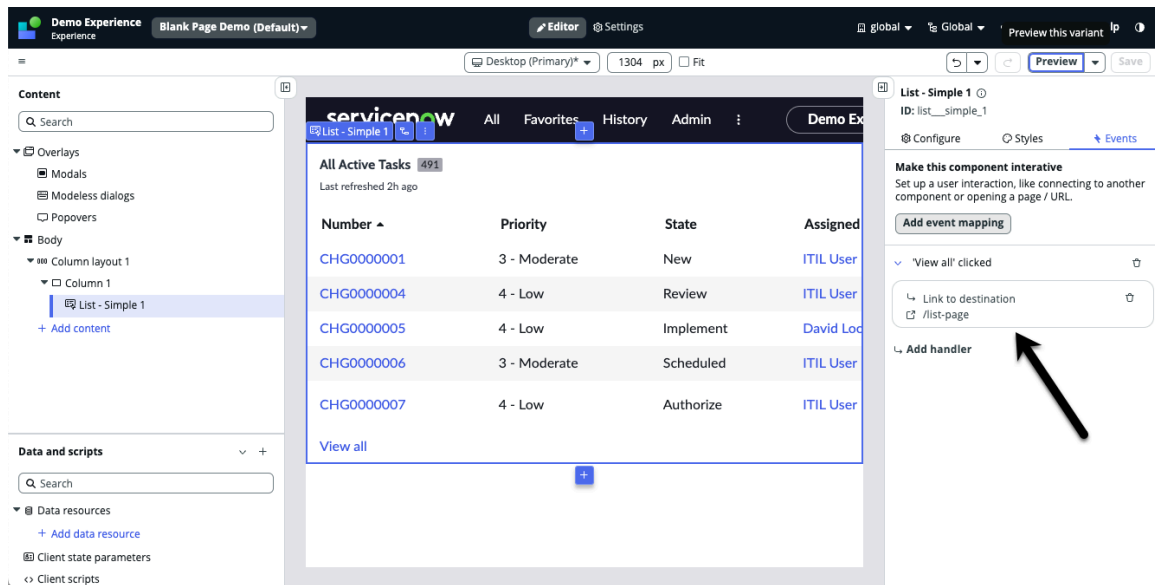 Demo Experience
Experience
Blank Page Demo (Default)
Editor
Settings
global
Global
Preview this variant
lp
Desktop (Primary)*
1304 px
Fit
Preview
Save
Content
Search
Overlays
Modals
Modeless dialogs
Popovers
Body
Column layout 1
Column 1
List - Simple 1
+ Add content
Data and scripts
Search
Data resources
+ Add data resource
Client state parameters
Client scripts
servicenow
All Favorites History Admin
Demo Ex
List - Simple 1
All Active Tasks 491
Last refreshed 2h ago
Number Priority State Assigned
CHG0000001 3 - Moderate New ITIL User
CHG0000004 4 - Low Review ITIL User
CHG0000005 4 - Low Implement David Loo
CHG0000006 3 - Moderate Scheduled ITIL User
CHG0000007 4 - Low Authorize ITIL User
View all
List - Simple 1
ID: list__simple_1
Configure
Styles
Events
Make this component interative
Set up a user interaction, like connecting to another
component or opening a page / URL.
Add event mapping
'View all' clicked
Link to destination
/list-page
Add handler